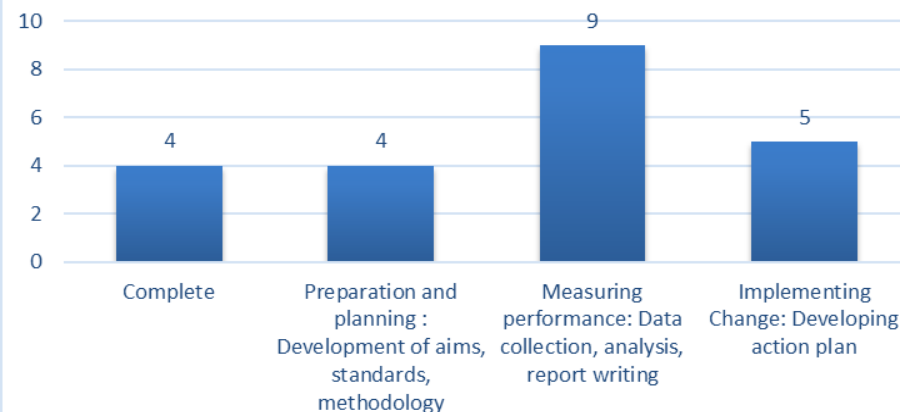 10
8
6
4
2
0
4
4
9
5
Complete
Preparation and
planning :
Development of aims,
standards,
methodology
Measuring
performance: Data
collection, analysis,
report writing
Implementing
Change: Developing
action plan